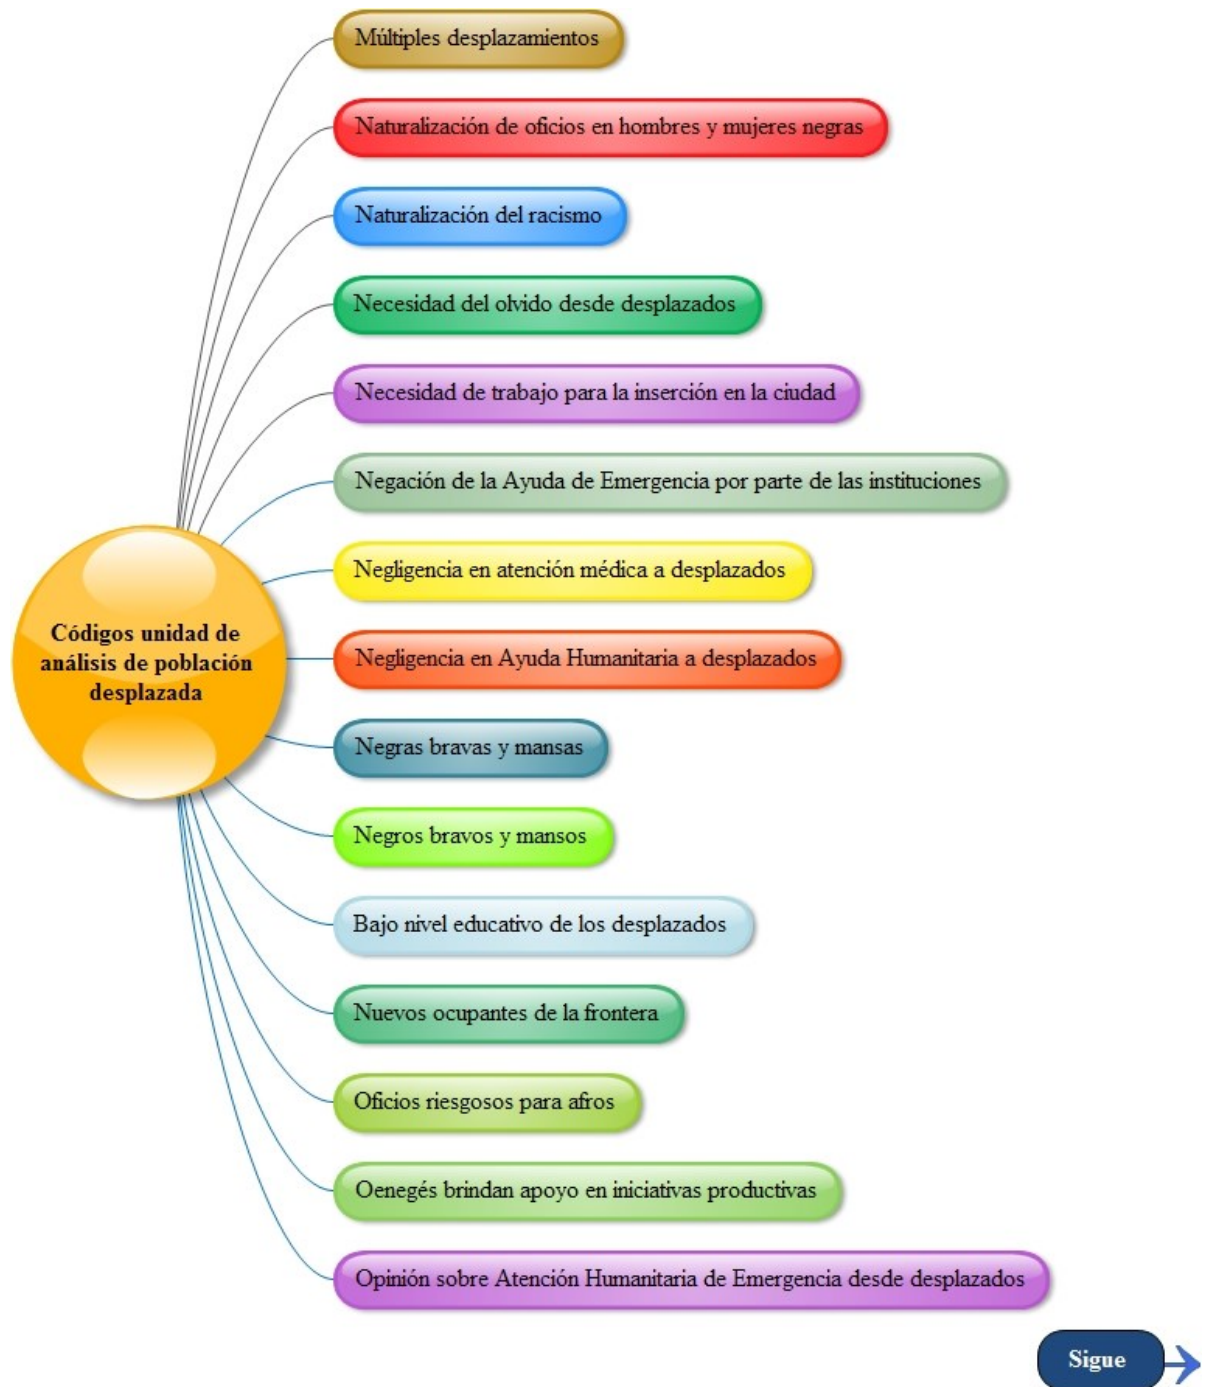 Múltiples desplazamientos
Naturalización de oficios en hombres y mujeres negras
Naturalización del racismo
Necesidad del olvido desde desplazados
Necesidad de trabajo para la inserción en la ciudad
Negación de la Ayuda de Emergencia por parte de las instituciones
Negligencia en atención médica a desplazados
Códigos unidad de
análisis de población
desplazada
Negligencia en Ayuda Humanitaria a desplazados
Negras bravas y mansas
Negros bravos y mansos
Bajo nivel educativo de los desplazados
Nuevos ocupantes de la frontera
Oficios riesgosos para afros
Oenegés brindan apoyo en iniciativas productivas
Opinión sobre Atención Humanitaria de Emergencia desde desplazados
Sigue